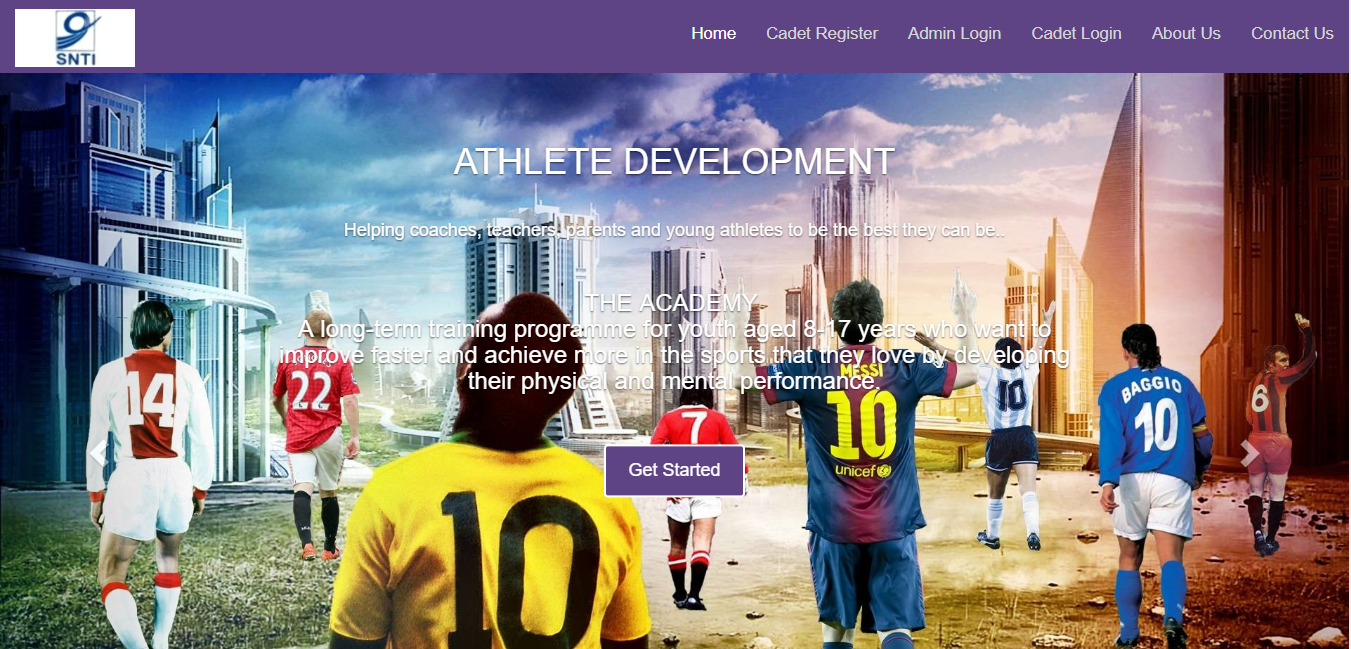 SNTI
Home Cadet Register Admin Login Cadet Login About Us Contact Us
ATHLETE DEVELOPMENT
Helping coaches, teachers, parents and young athletes to be the best they can be..
THE ACADEMY
A long-term training programme for youth aged 8-17 years who want to
improve faster and achieve more in the sports that they love by developing
their physical and mental performance.
Get Started
14
22
10
7
MESSI
10
unicef
10
BAGGIO
10
6